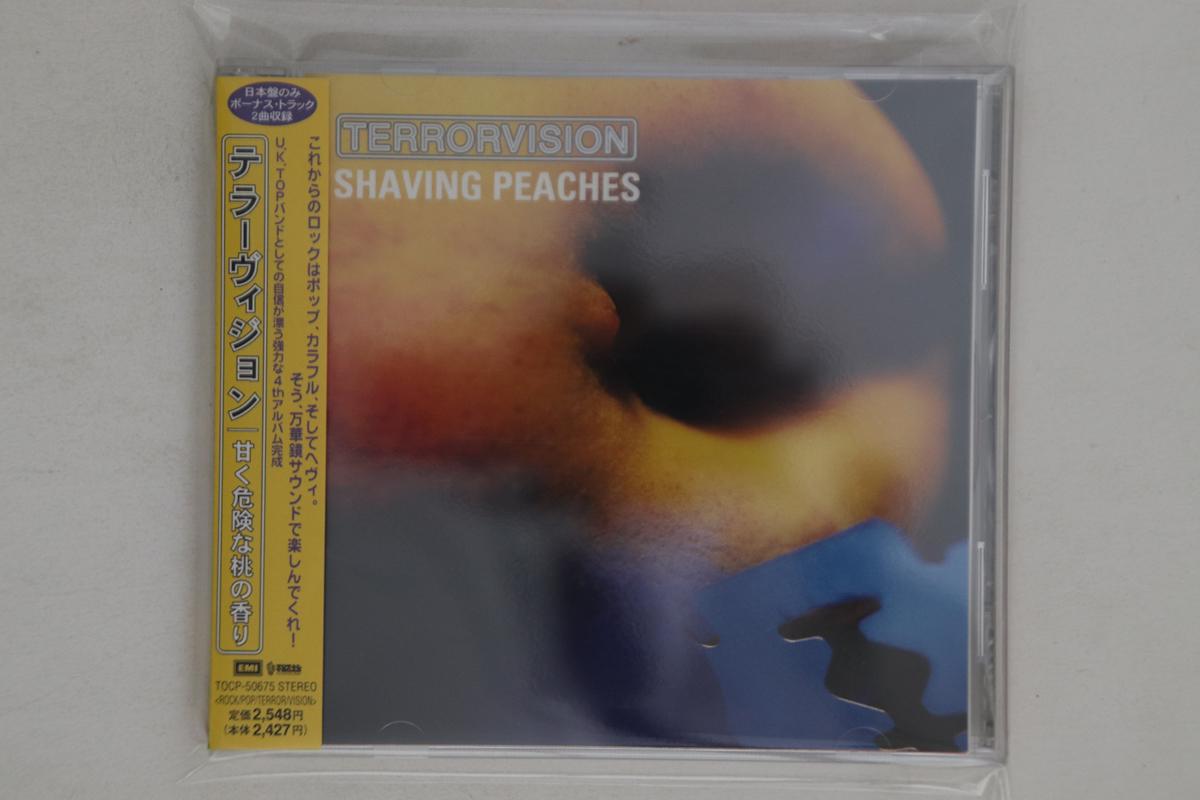 日本盤のみ
ボーナス・トラック
2曲収録
これからのロックはポップ、カラフル、そしてヘヴィ。
そう、万華鏡サウンドで楽しんでくれ!
U.K.TOPバンドとしての自信が漂う強力な4thアルバム完成
テラーヴィジョン
甘く危険な桃の香り
EMI
TOCP-50675 STEREO
<ROCK/POP/TERRORVISION>
定価2,548円
(本体2,427円)
TERRORVISION
SHAVING PEACHES